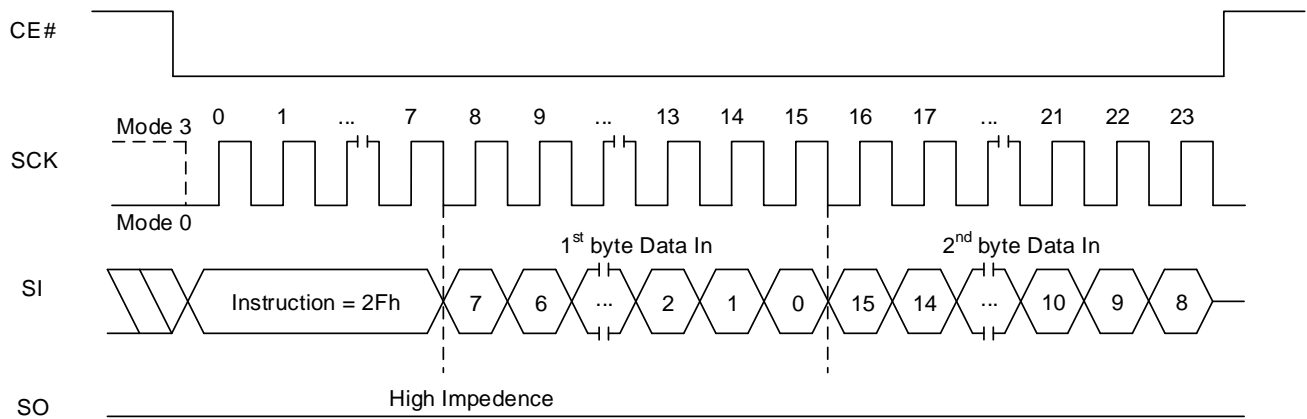 CE#
Mode 3
0 1 ... 7 8 9 ... 13 14 15 16 17 ... 21 22 23
SCK
Mode 0
1st byte Data In 2nd byte Data In
SI
Instruction = 2Fh 7 6 ... 2 1 0 15 14 ... 10 9 8
High Impedence
SO